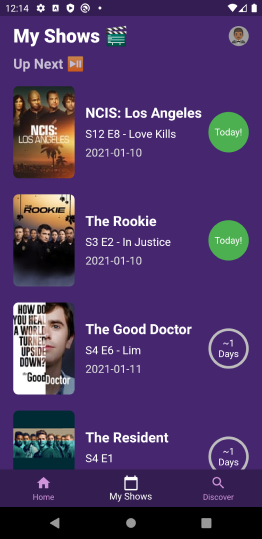 12:14
My Shows 🎬
Up Next ⏯️
NCIS:
LOS ANGELES
NCIS: Los Angeles
S12 E8 - Love Kills
2021-01-10
Today!
THE
ROOKIE
The Rookie
S3 E2 - In Justice
2021-01-10
Today!
HOW DO
YOU HEAL
A WORLD
TURNED
UPSIDE
DOWN?
the Good Doctor
The Good Doctor
S4 E6 - Lim
2021-01-11
~1
Days
The Resident
S4 E1
~1
Days
Home
My Shows
Discover